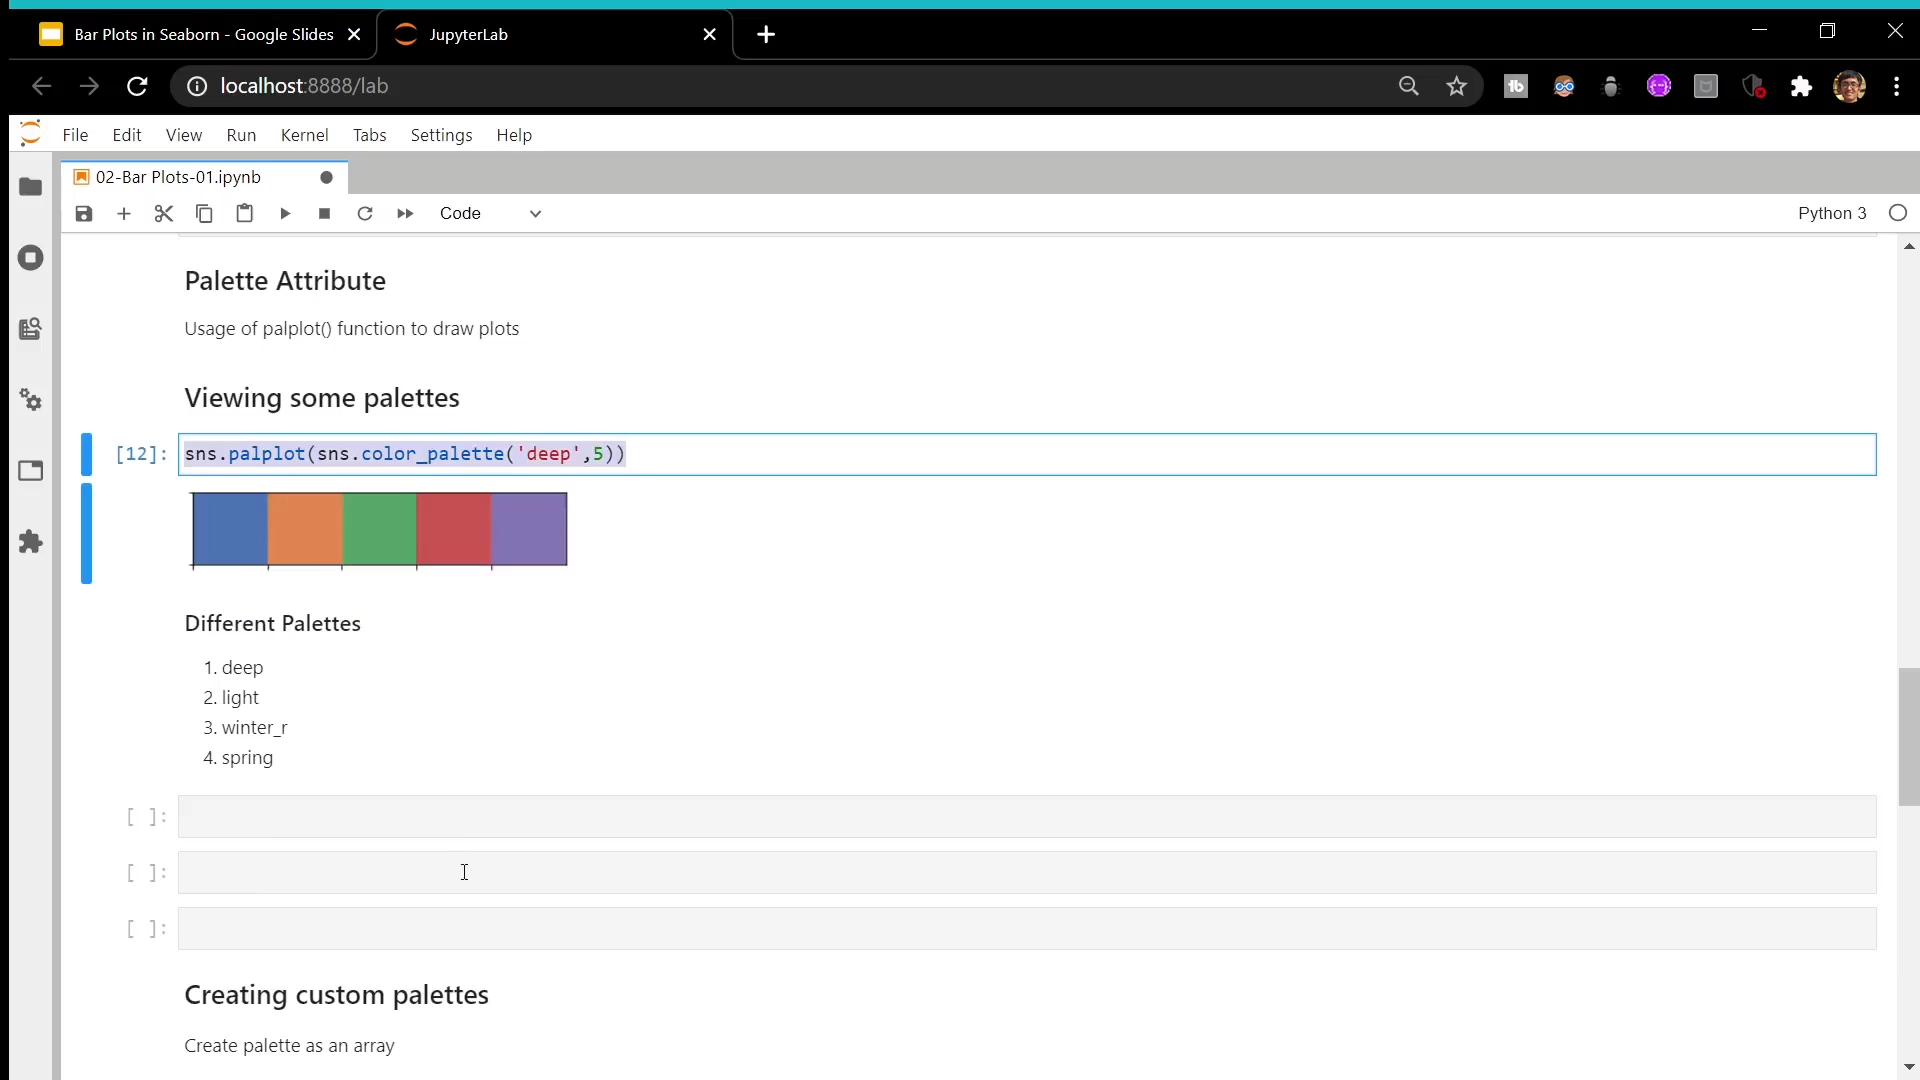 Bar Plots in Seaborn - Google Slides
JupyterLab
localhost:8888/lab
tb
File Edit View Run Kernel Tabs Settings Help
02-Bar Plots-01.ipynb
Code
Python 3
Palette Attribute
Usage of palplot() function to draw plots
Viewing some palettes
[12]: sns.palplot(sns.color_palette('deep',5))
Different Palettes
1. deep
2. light
3. winter_r
4. spring
[ ]:
[ ]:
[ ]:
Creating custom palettes
Create palette as an array